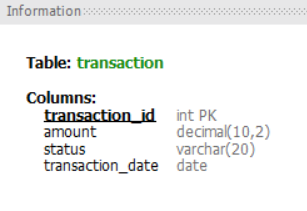 Information
Table: transaction
Columns:
transaction_id int PK
amount decimal(10,2)
status varchar(20)
transaction_date date